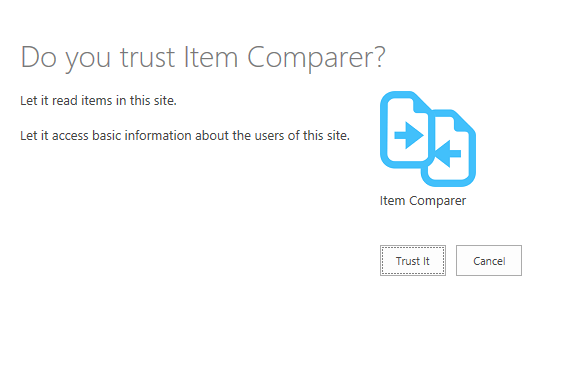 Do you trust Item Comparer?
Let it read items in this site.
Let it access basic information about the users of this site.
Item Comparer
Trust It
Cancel